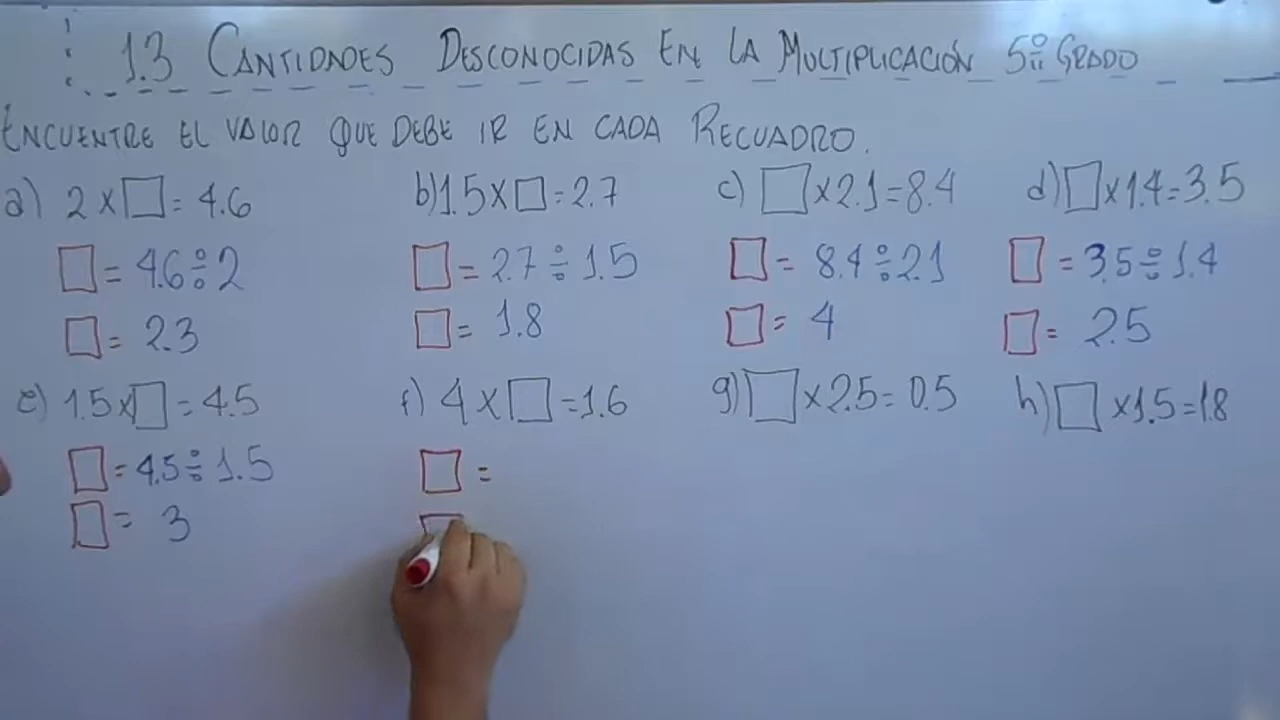 1.3 CANTIDADES DESCONOCIDAS EN LA MULTIPLICACIÓN 5º GRADO
ENCUENTRE EL VALOR QUE DEBE IR EN CADA RECUADRO.
a) 2 × □ = 4.6
□ = 4.6 ÷ 2
□ = 2.3
b) 1.5 × □ = 2.7
□ = 2.7 ÷ 1.5
□ = 1.8
c) □ × 2.1 = 8.4
□ = 8.4 ÷ 2.1
□ = 4
d) □ × 1.4 = 3.5
□ = 3.5 ÷ 1.4
□ = 2.5
e) 1.5 × □ = 4.5
□ = 4.5 ÷ 1.5
□ = 3
f) 4 × □ = 1.6
□ =
g) □ × 2.5 = 0.5
h) □ × 1.5 = 1.8